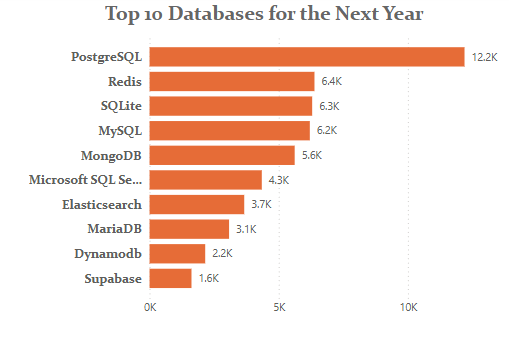 Top 10 Databases for the Next Year
PostgreSQL 12.2K
Redis 6.4K
SQLite 6.3K
MySQL 6.2K
MongoDB 5.6K
Microsoft SQL Se... 4.3K
Elasticsearch 3.7K
MariaDB 3.1K
Dynamodb 2.2K
Supabase 1.6K
0K 5K 10K